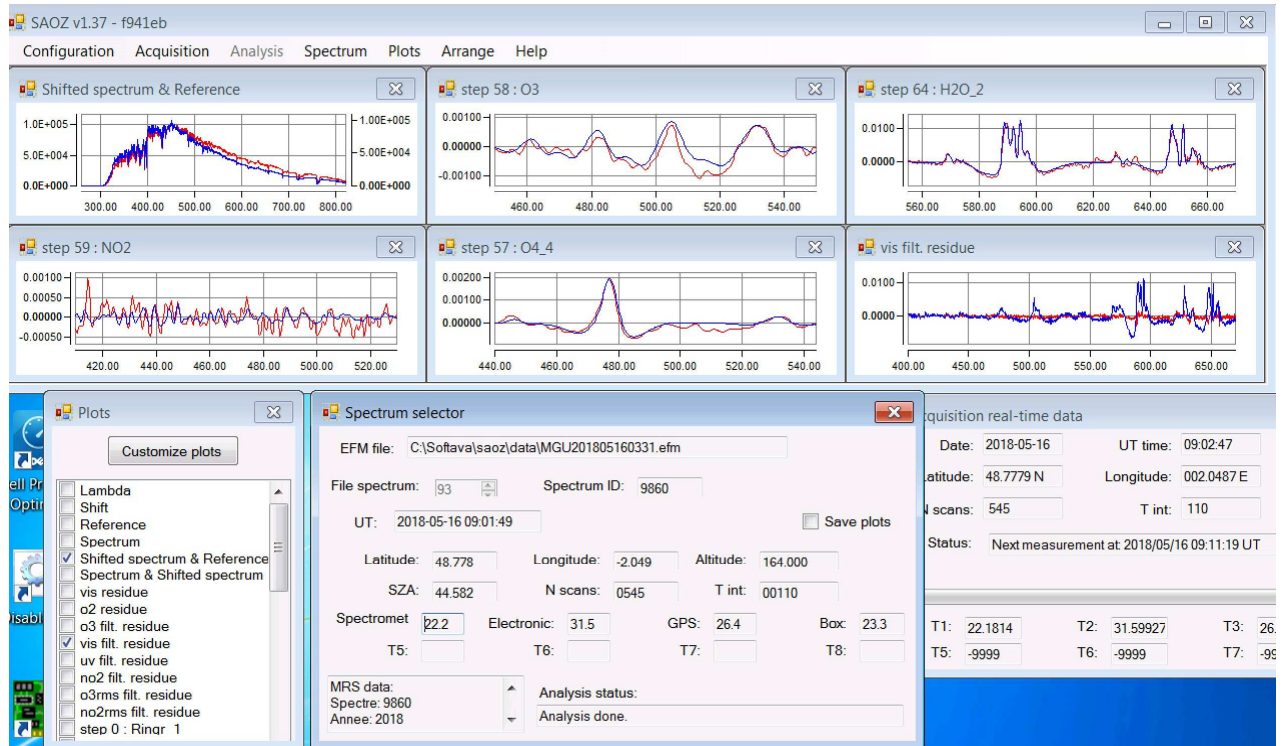 SAOZ v1.37 - f941eb
Configuration Acquisition Analysis Spectrum Plots Arrange Help
Shifted spectrum & Reference
1.0E+005 1.0E+005
5.0E+004 5.00E+004
0.0E+000 0.00E+000
300.00 400.00 500.00 600.00 700.00 800.00
step 58 : O3
0.00100
0.00000
-0.00100
460.00 480.00 500.00 520.00 540.00
step 64 : H2O_2
0.0100
0.0000
560.00 580.00 600.00 620.00 640.00 660.00
step 59 : NO2
0.00100
0.00050
0.00000
-0.00050
420.00 440.00 460.00 480.00 500.00 520.00
step 57 : O4_4
0.00200
0.00100
0.00000
440.00 460.00 480.00 500.00 520.00 540.00
vis filt. residue
0.0100
0.0000
400.00 450.00 500.00 550.00 600.00 650.00
Plots
Customize plots
Lambda
Shift
Reference
Spectrum
Shifted spectrum & Reference
Spectrum & Shifted spectrum
vis residue
o2 residue
o3 filt. residue
vis filt. residue
uv filt. residue
no2 filt. residue
o3rms filt. residue
no2rms filt. residue
step 0 : Ringr_1
Spectrum selector
EFM file: C:\Softava\saoz\data\MGU201805160331.efm
File spectrum: 93 Spectrum ID: 9860
UT: 2018-05-16 09:01:49 Save plots
Latitude: 48.778 Longitude: -2.049 Altitude: 164.000
SZA: 44.582 N scans: 0545 T int: 00110
Spectromet 22.2 Electronic: 31.5 GPS: 26.4 Box: 23.3
T5: T6: T7: T8:
MRS data:
Spectre: 9860
Annee: 2018
Analysis status:
Analysis done.
cquisition real-time data
Date: 2018-05-16 UT time: 09:02:47
atitude: 48.7779 N Longitude: 002.0487 E
scans: 545 T int: 110
Status: Next measurement at: 2018/05/16 09:11:19 UT
T1: 22.1814 T2: 31.59927 T3: 26.
T5: -9999 T6: -9999 T7: -99
ell Pr
Optin
isabl